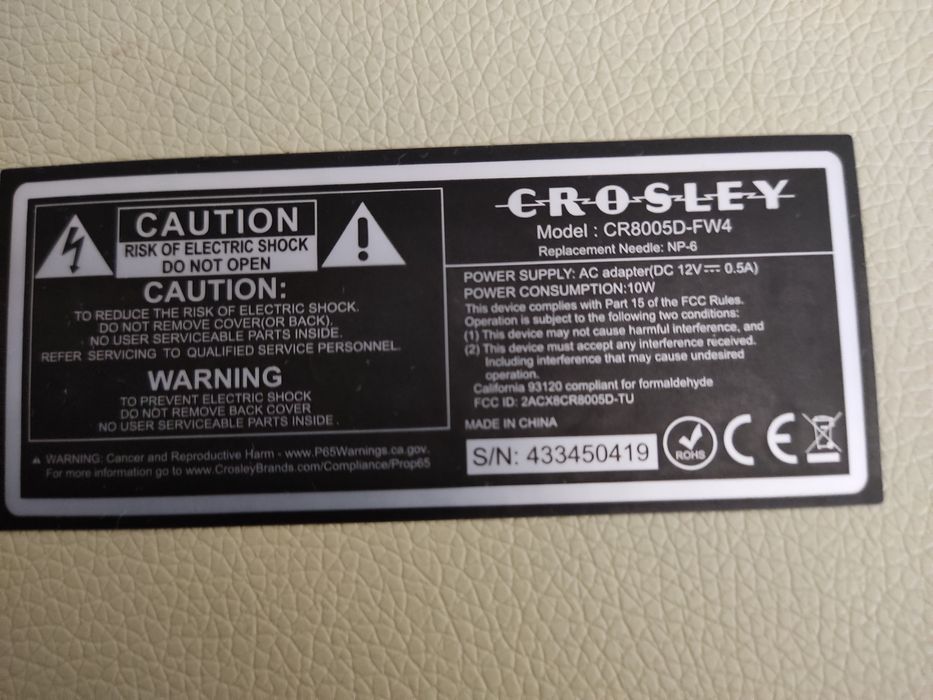 CAUTION
RISK OF ELECTRIC SHOCK
DO NOT OPEN
CAUTION:
TO REDUCE THE RISK OF ELECTRIC SHOCK.
DO NOT REMOVE COVER(OR BACK),
NO USER SERVICEABLE PARTS INSIDE.
REFER SERVICING TO QUALIFIED SERVICE PERSONNEL.
WARNING
TO PREVENT ELECTRIC SHOCK
DO NOT REMOVE BACK COVER
NO USER SERVICEABLE PARTS INSIDE .
WARNING: Cancer and Reproductive Harm - www.P65Warnings.ca.gov.
For more information go to www.CrosleyBrands.com/Compliance/Prop65
CROSLEY
Model : CR8005D-FW4
Replacement Needle: NP-6
POWER SUPPLY: AC adapter(DC 12V⎓ 0.5A)
POWER CONSUMPTION:10W
This device complies with Part 15 of the FCC Rules.
Operation is subject to the following two conditions:
(1) This device may not cause harmful interference, and
(2) This device must accept any interference received.
Including interference that may cause undesired
operation.
California 93120 compliant for formaldehyde
FCC ID: 2ACX8CR8005D-TU
MADE IN CHINA
S/N: 433450419
ROHS
CE